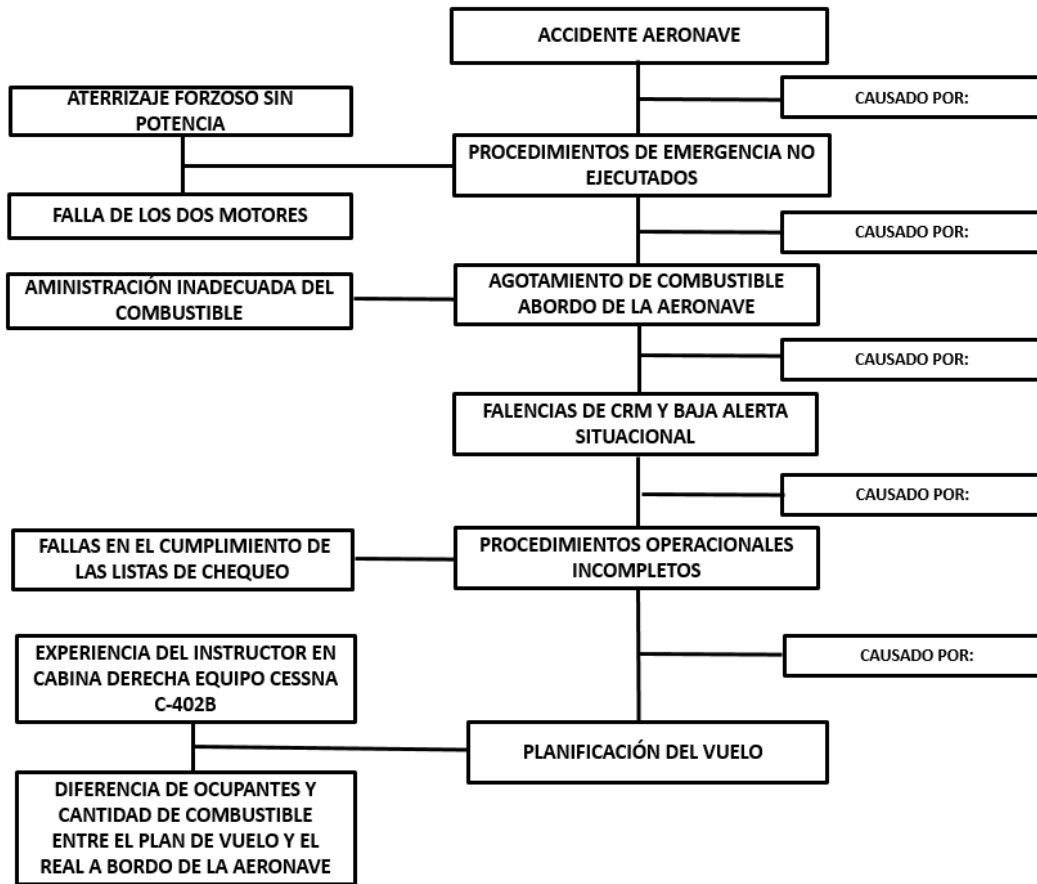 ACCIDENTE AERONAVE
CAUSADO POR:
ATERRIZAJE FORZOSO SIN
POTENCIA
PROCEDIMIENTOS DE EMERGENCIA NO
EJECUTADOS
FALLA DE LOS DOS MOTORES
CAUSADO POR:
AMINISTRACIÓN INADECUADA DEL
COMBUSTIBLE
AGOTAMIENTO DE COMBUSTIBLE
ABORDO DE LA AERONAVE
CAUSADO POR:
FALENCIAS DE CRM Y BAJA ALERTA
SITUACIONAL
CAUSADO POR:
FALLAS EN EL CUMPLIMIENTO DE
LAS LISTAS DE CHEQUEO
PROCEDIMIENTOS OPERACIONALES
INCOMPLETOS
CAUSADO POR:
EXPERIENCIA DEL INSTRUCTOR EN
CABINA DERECHA EQUIPO CESSNA
C-402B
PLANIFICACIÓN DEL VUELO
DIFERENCIA DE OCUPANTES Y
CANTIDAD DE COMBUSTIBLE
ENTRE EL PLAN DE VUELO Y EL
REAL A BORDO DE LA AERONAVE